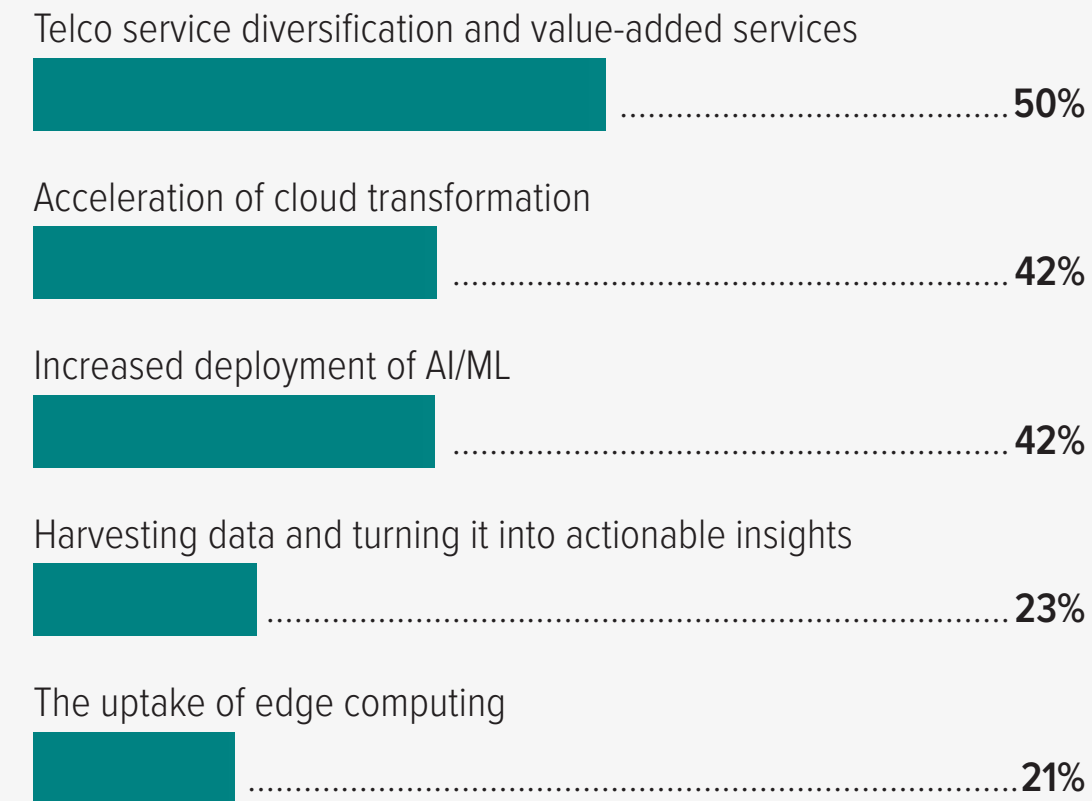 Telco service diversification and value-added services
........................................... 50%
Acceleration of cloud transformation
............................................................. 42%
Increased deployment of AI/ML
............................................................. 42%
Harvesting data and turning it into actionable insights
................................................................................. 23%
The uptake of edge computing
.................................................................................... 21%